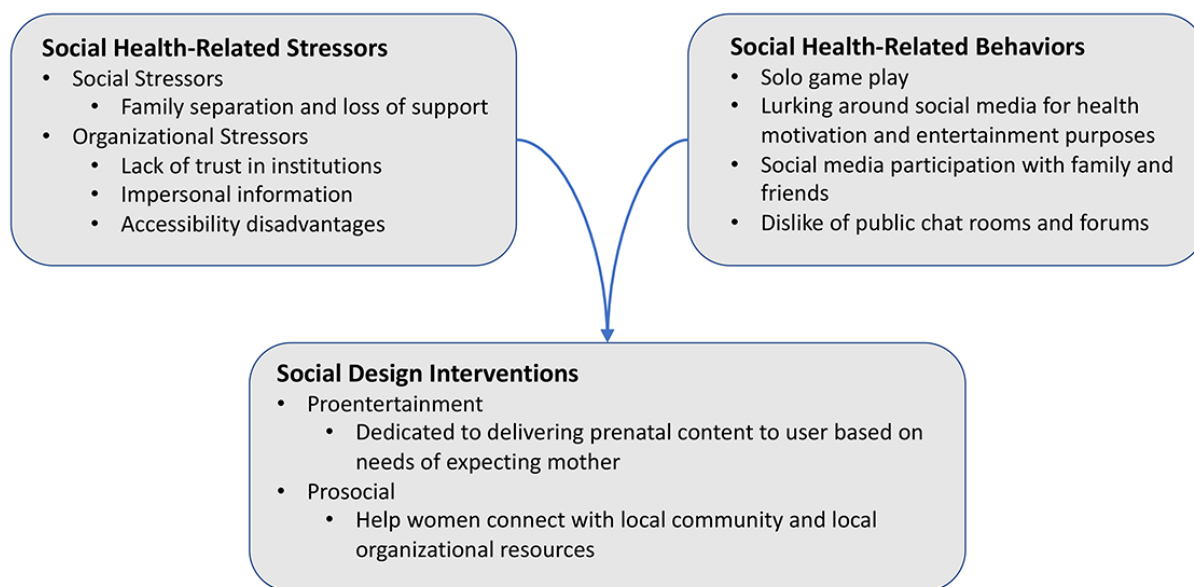 Social Health-Related Stressors
• Social Stressors
• Family separation and loss of support
• Organizational Stressors
• Lack of trust in institutions
• Impersonal information
• Accessibility disadvantages
Social Health-Related Behaviors
• Solo game play
• Lurking around social media for health
motivation and entertainment purposes
• Social media participation with family and
friends
• Dislike of public chat rooms and forums
Social Design Interventions
• Proentertainment
• Dedicated to delivering prenatal content to user based on
needs of expecting mother
• Prosocial
• Help women connect with local community and local
organizational resources